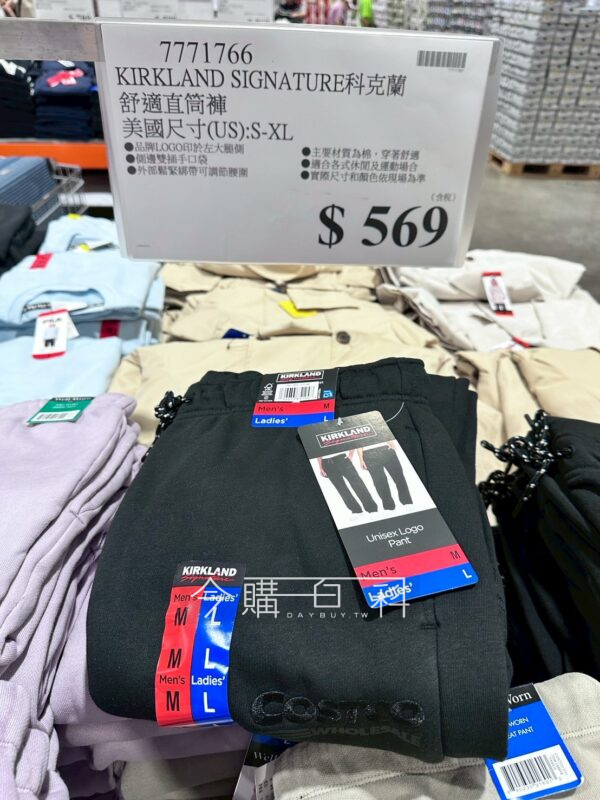 7771766
KIRKLAND SIGNATURE科克蘭
舒適直筒褲
美國尺寸(US):S-XL
●品牌LOGO印於左大腿側
●側邊雙插手口袋
●外部鬆緊綁帶可調節腰圍
●主要材質為棉，穿著舒適
●適合各式休閒及運動場合
●實際尺寸和顏色依現場為準
(含稅)
$ 569
KIRKLAND
Men's M
Ladies' L
KIRKLAND
Signature
Unisex Logo
Pant
Men's M
Ladies' L
KIRKLAND
Signature
Men's Ladies'
M L
M L
Men's Ladies'
M L
今購百科
DAYBUY.TW
COSTCO
WHOLESALE
Well Worn